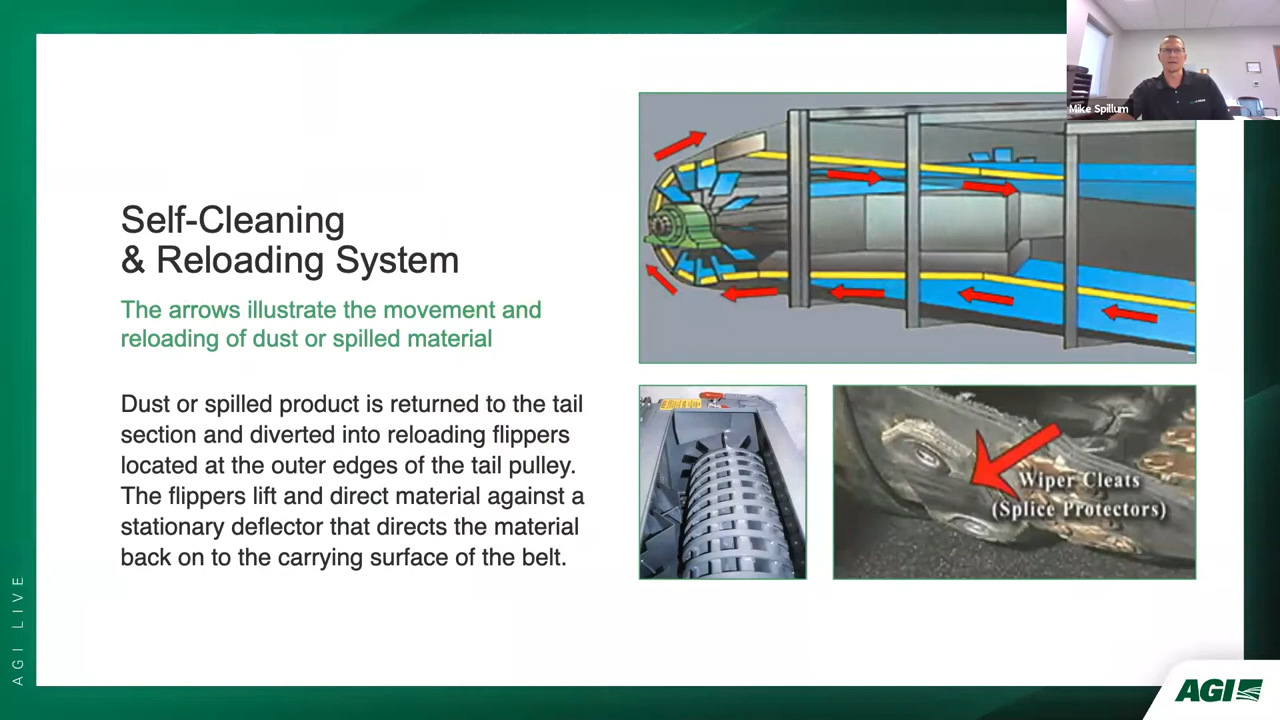 Mike Spillum
Self-Cleaning
& Reloading System
The arrows illustrate the movement and
reloading of dust or spilled material
Dust or spilled product is returned to the tail
section and diverted into reloading flippers
located at the outer edges of the tail pulley.
The flippers lift and direct material against a
stationary deflector that directs the material
back on to the carrying surface of the belt.
Wiper Cleats
(Splice Protectors)
AGI LIVE
AGI